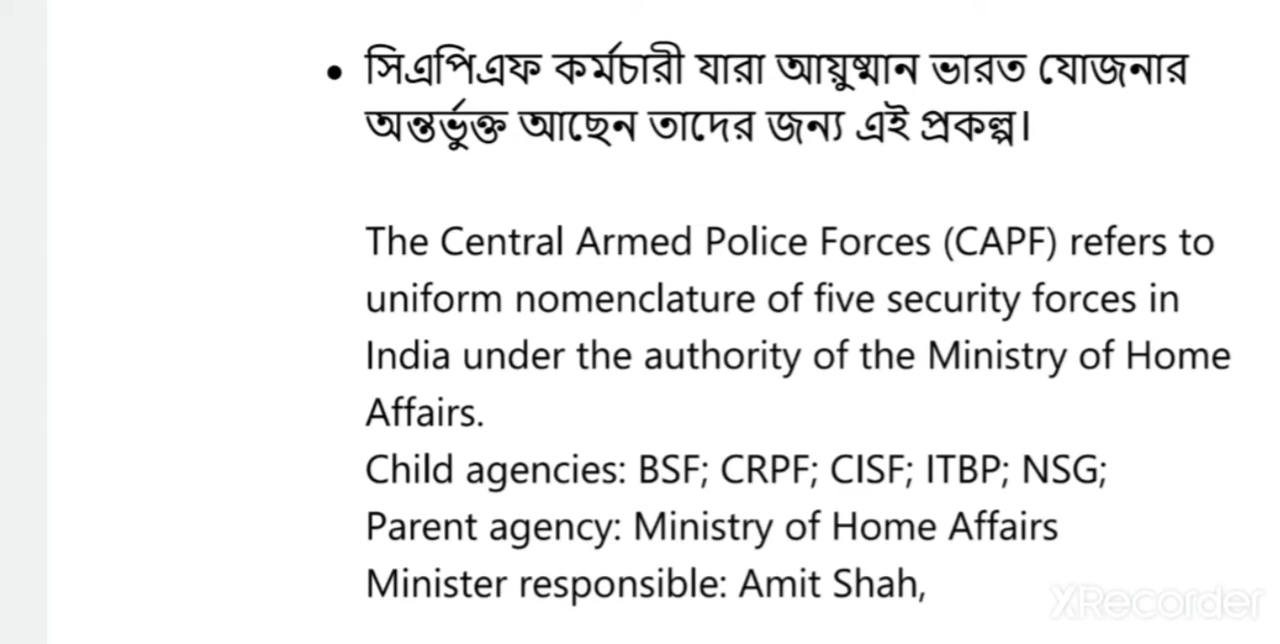 • সিএপিএফ কর্মচারী যারা আয়ুষ্মান ভারত যোজনার
অন্তর্ভুক্ত আছেন তাদের জন্য এই প্রকল্প।
The Central Armed Police Forces (CAPF) refers to
uniform nomenclature of five security forces in
India under the authority of the Ministry of Home
Affairs.
Child agencies: BSF; CRPF; CISF; ITBP; NSG;
Parent agency: Ministry of Home Affairs
Minister responsible: Amit Shah,
XRecorder